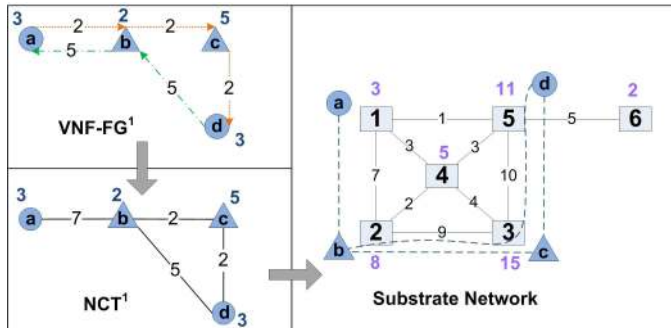 3 2 2 2 5
a b c
5
5 2
d
3
VNF-FG¹
3 2 5
a 7 b 2 c
5 2
d
3
NCT¹
3 11 d 2
a 1 1 5 5 6
3 5 3
7 4 10
2 4
2 9 3
b 8 15 c
Substrate Network